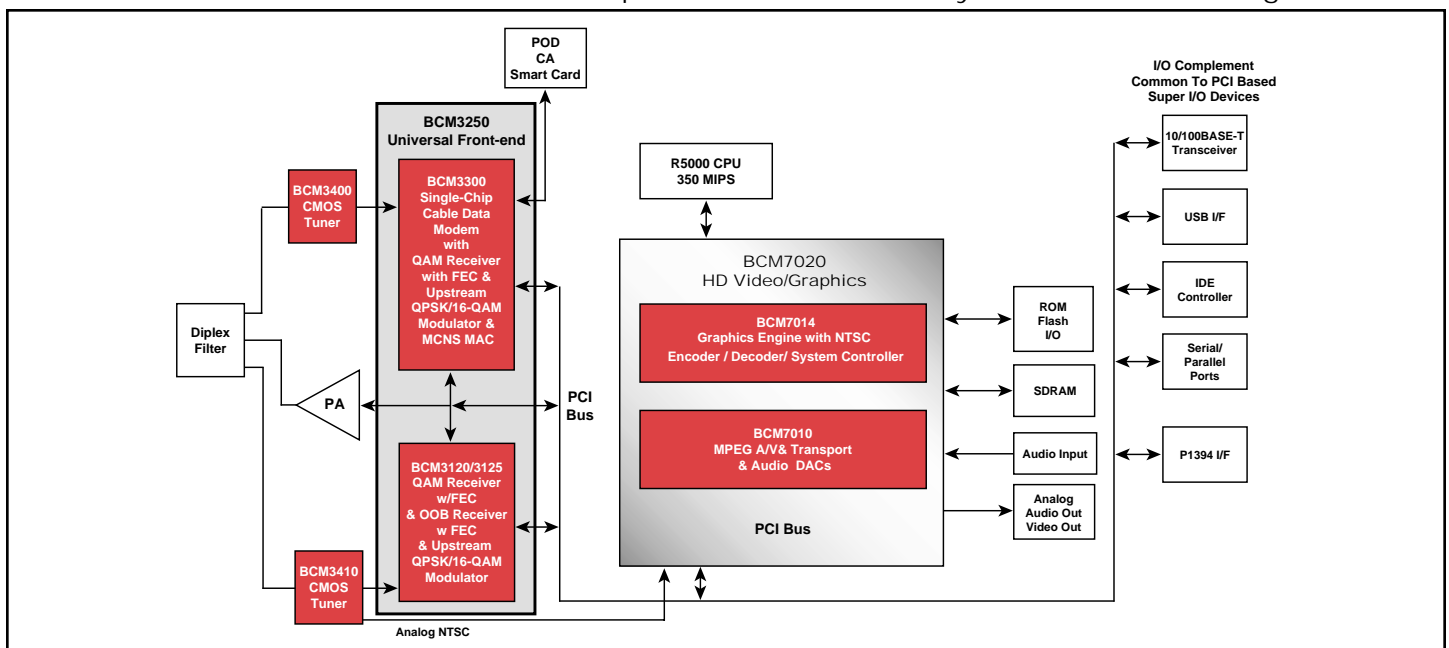 POD
CA
Smart Card
I/O Complement
Common To PCI Based
Super I/O Devices
BCM3250
Universal Front-end
10/100BASE-T
Transceiver
R5000 CPU
350 MIPS
BCM3400
CMOS
Tuner
BCM3300
Single-Chip
Cable Data
Modem
with
QAM Receiver
with FEC &
Upstream
QPSK/16-QAM
Modulator &
MCNS MAC
USB I/F
BCM7020
HD Video/Graphics
IDE
Controller
ROM
Flash
I/O
BCM7014
Graphics Engine with NTSC
Encoder / Decoder/ System Controller
Diplex
Filter
Serial/
Parallel
Ports
SDRAM
PA
PCI
Bus
BCM7010
MPEG A/V& Transport
& Audio DACs
Audio Input
P1394 I/F
BCM3120/3125
QAM Receiver
w/FEC
& OOB Receiver
w FEC
& Upstream
QPSK/16-QAM
Modulator
Analog
Audio Out
Video Out
PCI Bus
BCM3410
CMOS
Tuner
Analog NTSC